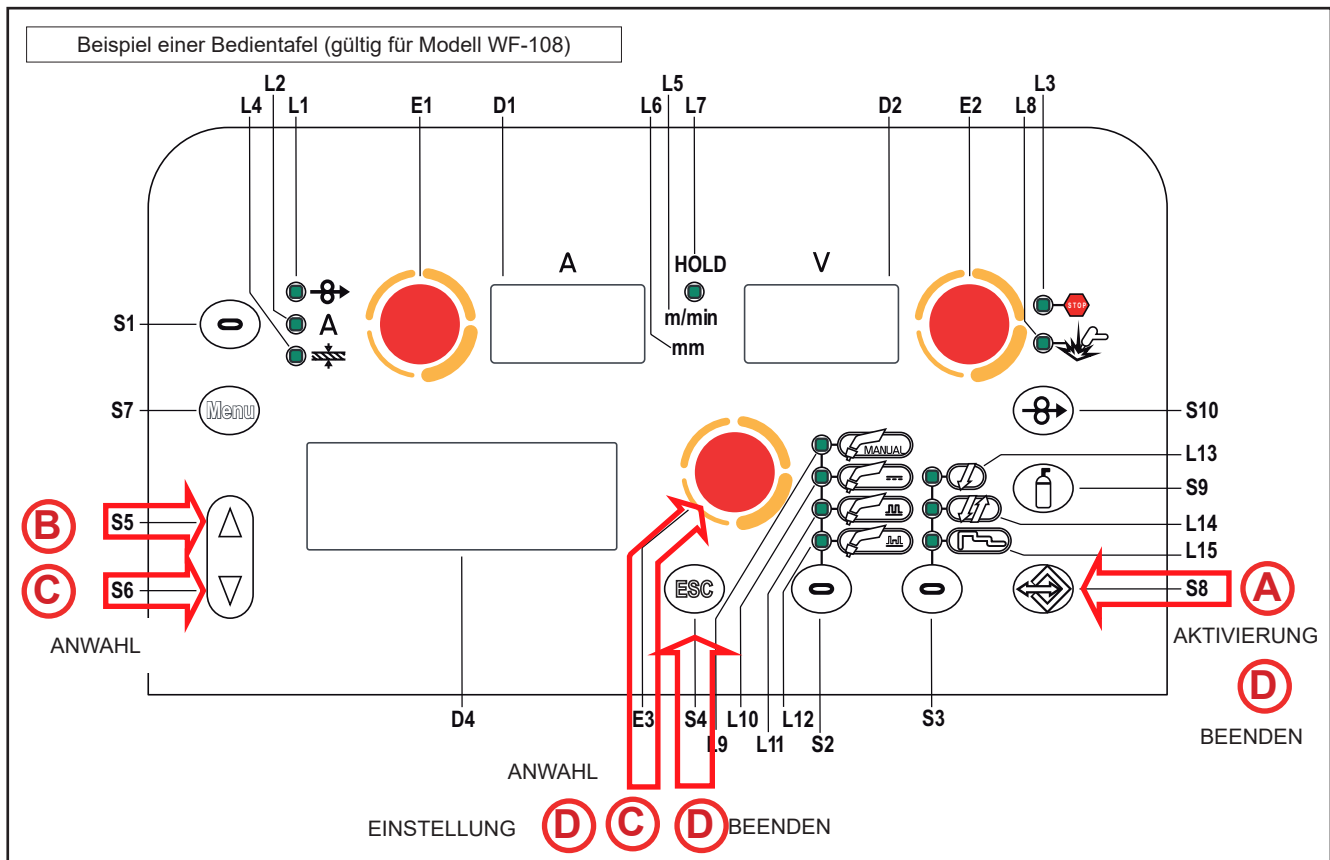 Beispiel einer Bedientafel (gültig für Modell WF-108)
L2 L5 L3
L4 L1 E1 D1 L6 L7 D2 E2 L8
A HOLD V
STOP
S1 A m/min
mm
S7 Menu S10
MANUAL L13
S9
B S5 L14
L15
C S6 ESC S8 A
ANWAHL AKTIVIERUNG
D
D4 E3 S4 L10 L12 S3
L9 L11 S2 BEENDEN
ANWAHL
EINSTELLUNG D C D BEENDEN